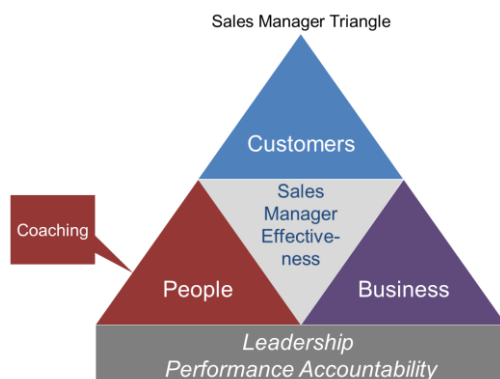 Sales Manager Triangle
Customers
Sales
Manager
Effective-
ness
Coaching
People
Business
Leadership
Performance Accountability